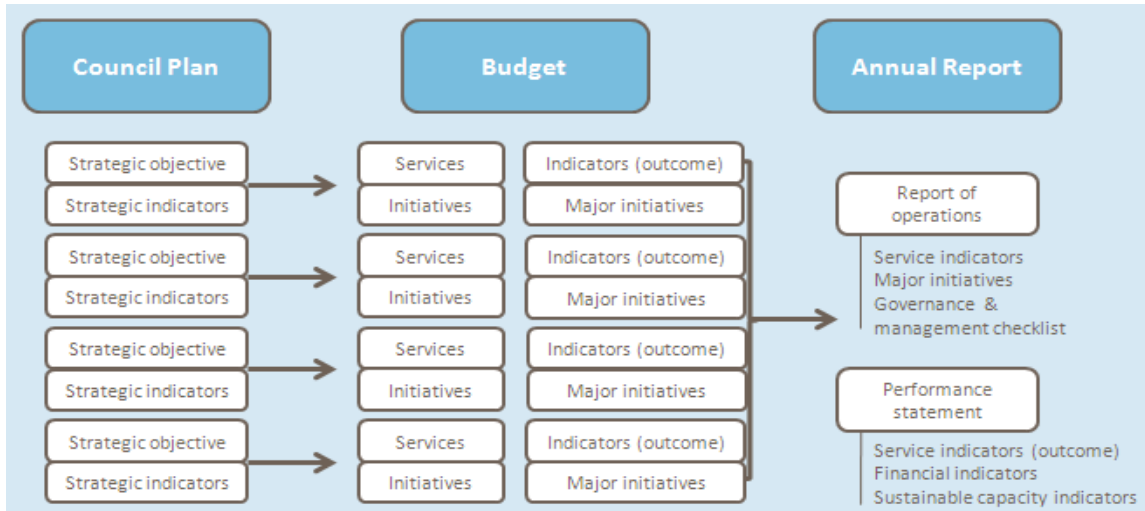 Council Plan
Budget
Annual Report
Strategic objective
Strategic indicators
Services
Initiatives
Indicators (outcome)
Major initiatives
Strategic objective
Strategic indicators
Services
Initiatives
Indicators (outcome)
Major initiatives
Strategic objective
Strategic indicators
Services
Initiatives
Indicators (outcome)
Major initiatives
Strategic objective
Strategic indicators
Services
Initiatives
Indicators (outcome)
Major initiatives
Report of
operations
Service indicators
Major initiatives
Governance &
management checklist
Performance
statement
Service indicators (outcome)
Financial indicators
Sustainable capacity indicators